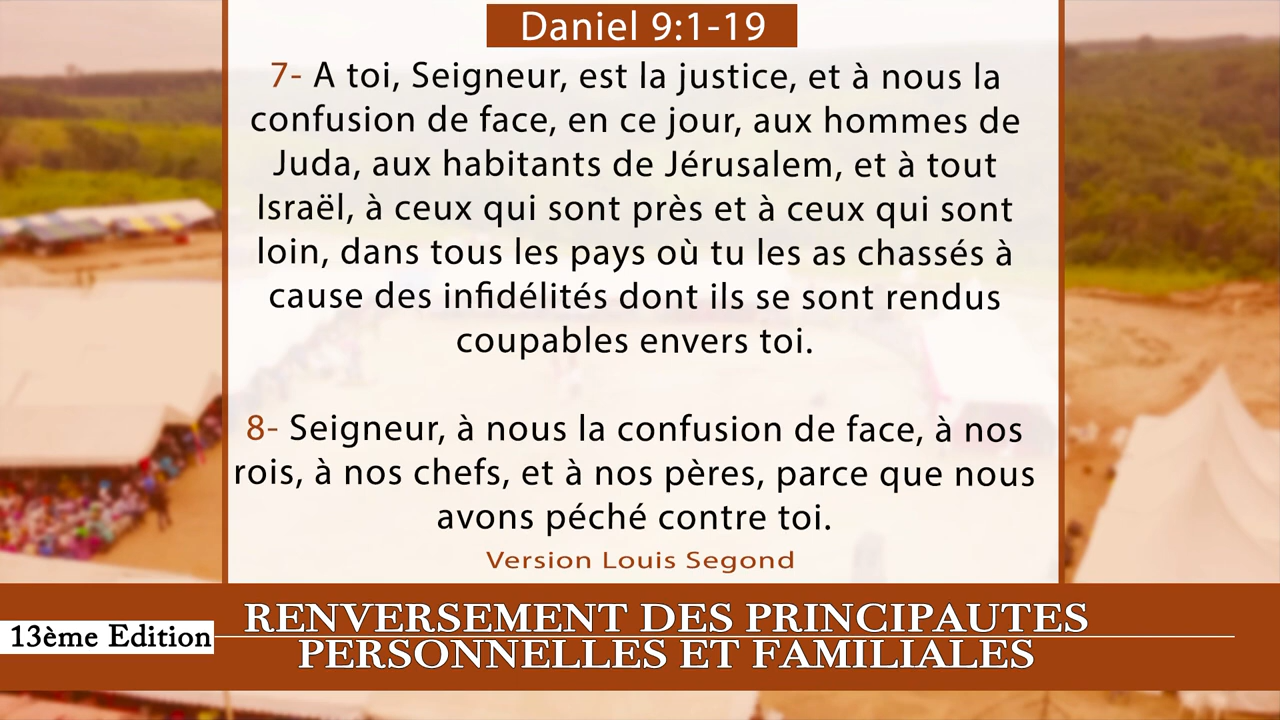 Daniel 9:1-19
7- A toi, Seigneur, est la justice, et à nous la
confusion de face, en ce jour, aux hommes de
Juda, aux habitants de Jérusalem, et à tout
Israël, à ceux qui sont près et à ceux qui sont
loin, dans tous les pays où tu les as chassés à
cause des infidélités dont ils se sont rendus
coupables envers toi.
8- Seigneur, à nous la confusion de face, à nos
rois, à nos chefs, et à nos pères, parce que nous
avons péché contre toi.
Version Louis Segond
13ème Edition
RENVERSEMENT DES PRINCIPAUTES
PERSONNELLES ET FAMILIALES